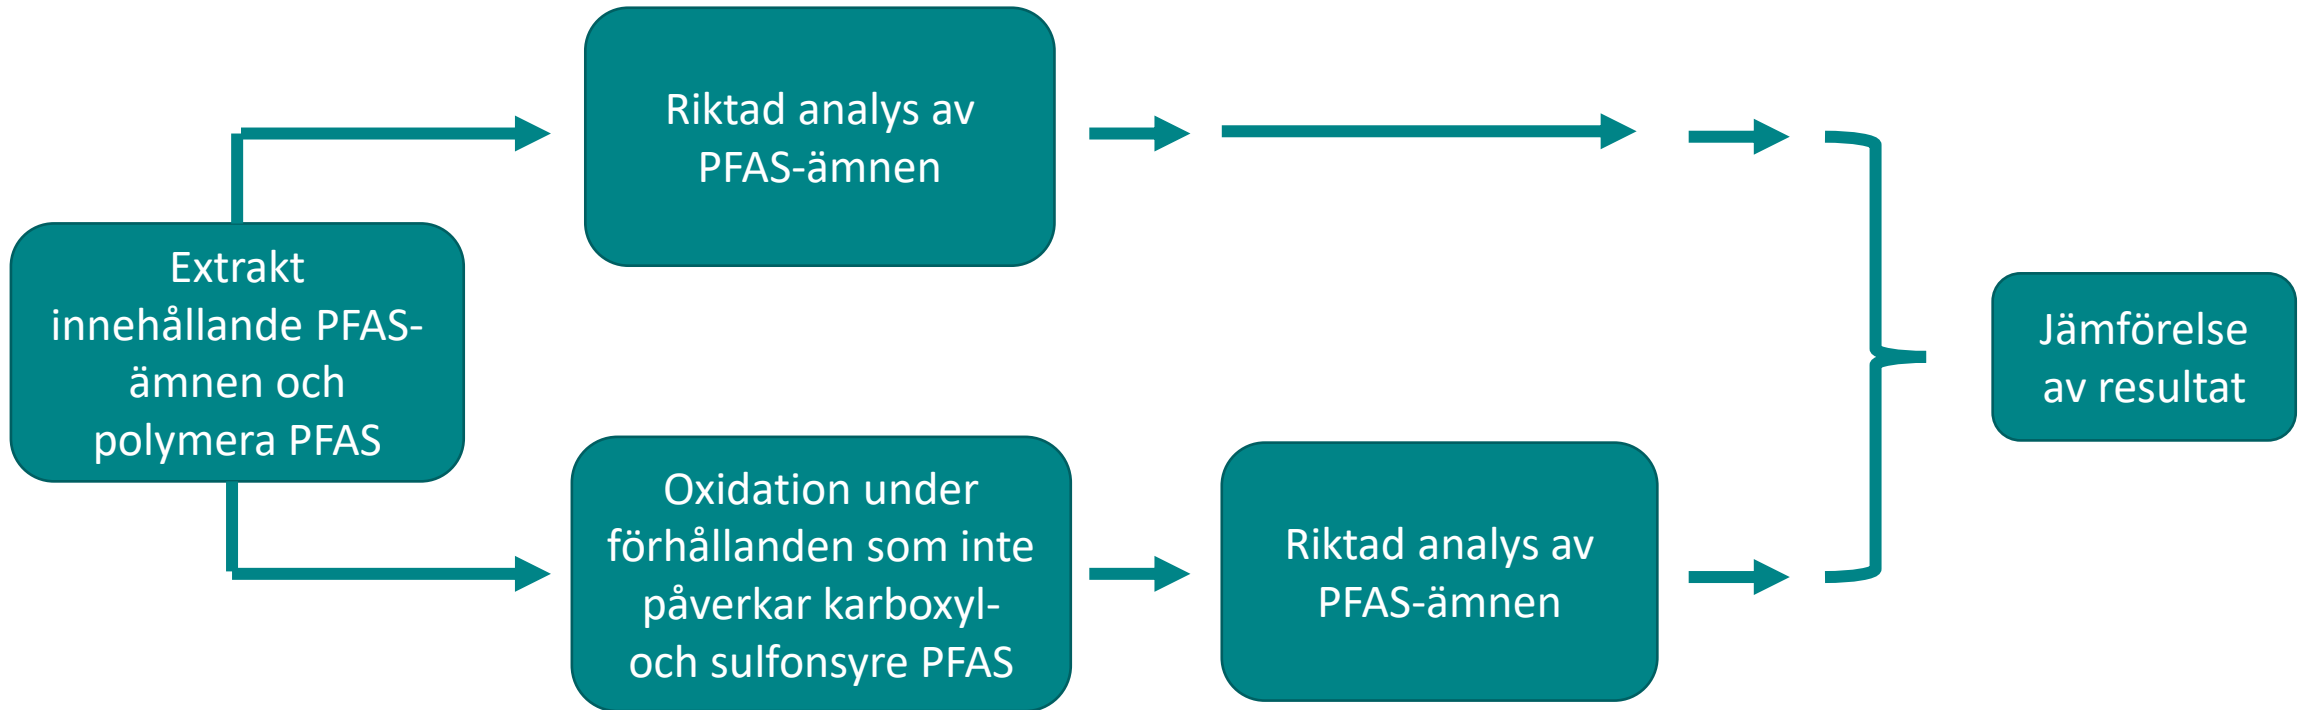 Riktad analys av
PFAS-ämnen
Extrakt
innehållande PFAS-
ämnen och
polymera PFAS
Oxidation under
förhållanden som inte
påverkar karboxyl-
och sulfonsyre PFAS
Riktad analys av
PFAS-ämnen
Jämförelse
av resultat